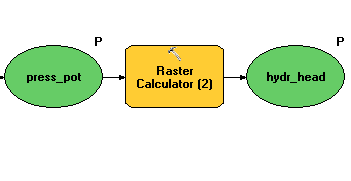 P
P
press_pot
Raster
Calculator (2)
hydr_head